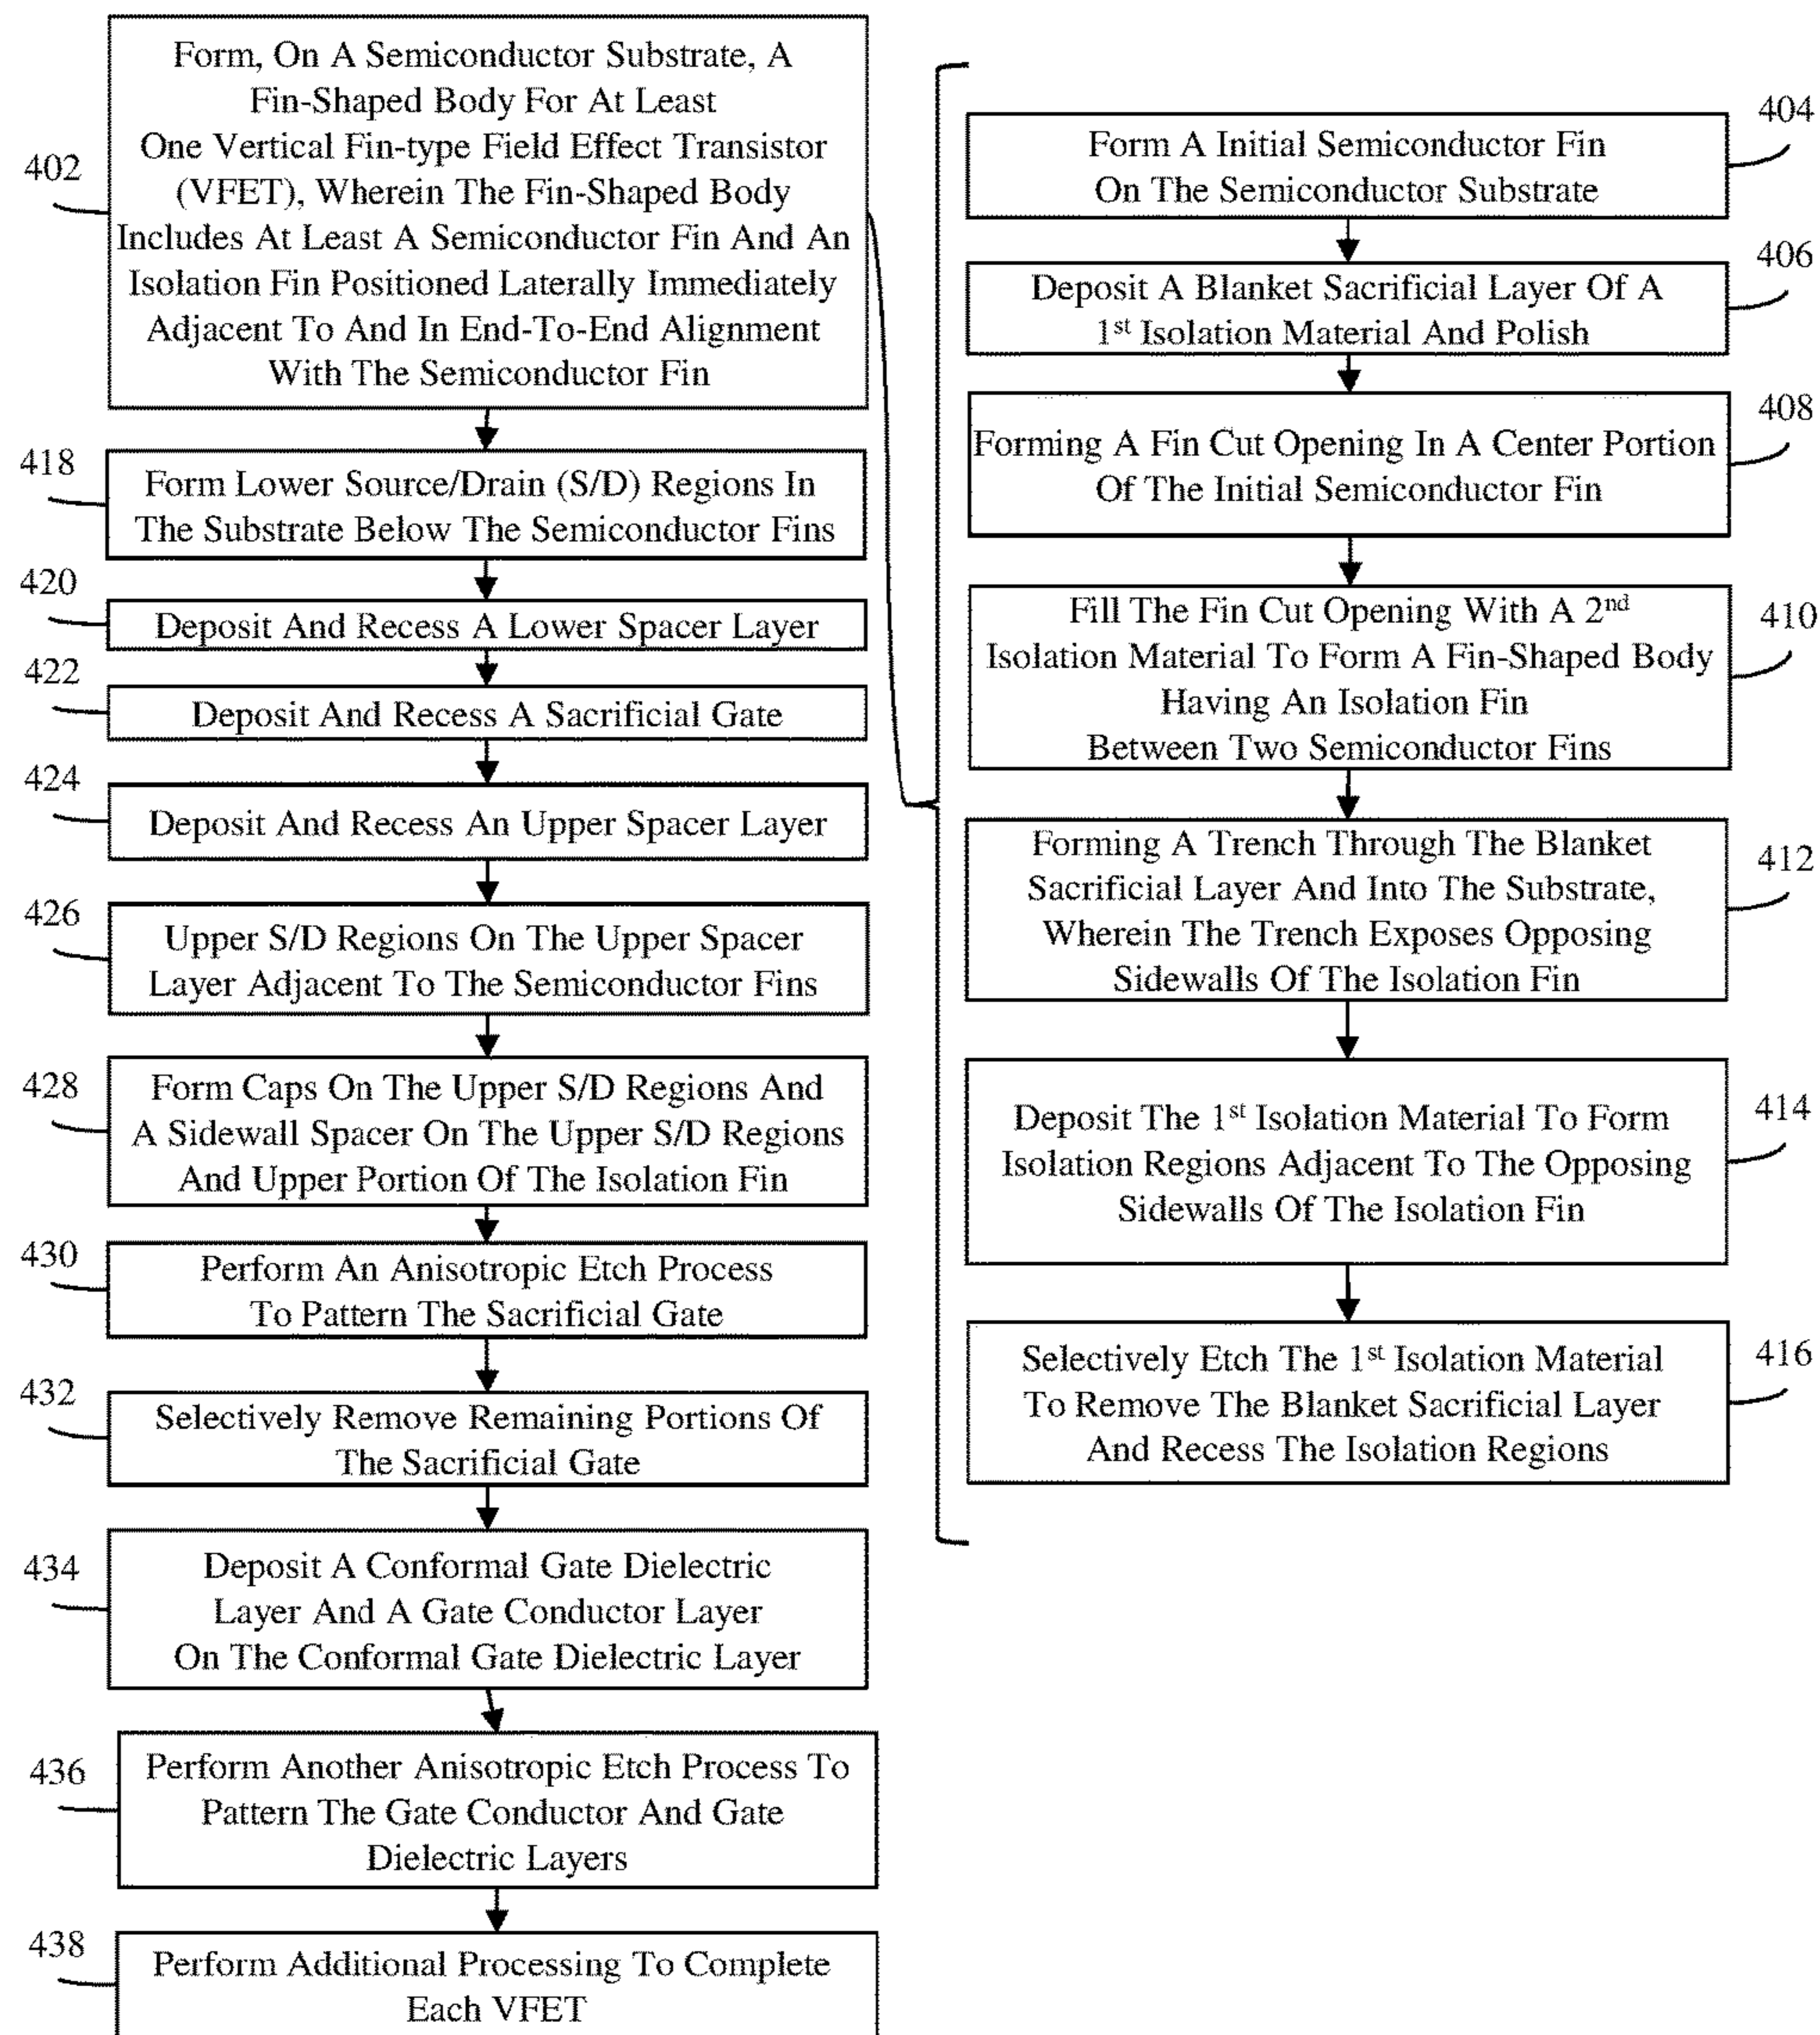 402
Form, On A Semiconductor Substrate, A
Fin-Shaped Body For At Least
One Vertical Fin-type Field Effect Transistor
(VFET), Wherein The Fin-Shaped Body
Includes At Least A Semiconductor Fin And An
Isolation Fin Positioned Laterally Immediately
Adjacent To And In End-To-End Alignment
With The Semiconductor Fin
418
Form Lower Source/Drain (S/D) Regions In
The Substrate Below The Semiconductor Fins
420
Deposit And Recess A Lower Spacer Layer
422
Deposit And Recess A Sacrificial Gate
424
Deposit And Recess An Upper Spacer Layer
426
Upper S/D Regions On The Upper Spacer
Layer Adjacent To The Semiconductor Fins
428
Form Caps On The Upper S/D Regions And
A Sidewall Spacer On The Upper S/D Regions
And Upper Portion Of The Isolation Fin
430
Perform An Anisotropic Etch Process
To Pattern The Sacrificial Gate
432
Selectively Remove Remaining Portions Of
The Sacrificial Gate
434
Deposit A Conformal Gate Dielectric
Layer And A Gate Conductor Layer
On The Conformal Gate Dielectric Layer
436
Perform Another Anisotropic Etch Process To
Pattern The Gate Conductor And Gate
Dielectric Layers
438
Perform Additional Processing To Complete
Each VFET
404
Form A Initial Semiconductor Fin
On The Semiconductor Substrate
406
Deposit A Blanket Sacrificial Layer Of A
1st Isolation Material And Polish
408
Forming A Fin Cut Opening In A Center Portion
Of The Initial Semiconductor Fin
410
Fill The Fin Cut Opening With A 2nd
Isolation Material To Form A Fin-Shaped Body
Having An Isolation Fin
Between Two Semiconductor Fins
412
Forming A Trench Through The Blanket
Sacrificial Layer And Into The Substrate,
Wherein The Trench Exposes Opposing
Sidewalls Of The Isolation Fin
414
Deposit The 1st Isolation Material To Form
Isolation Regions Adjacent To The Opposing
Sidewalls Of The Isolation Fin
416
Selectively Etch The 1st Isolation Material
To Remove The Blanket Sacrificial Layer
And Recess The Isolation Regions